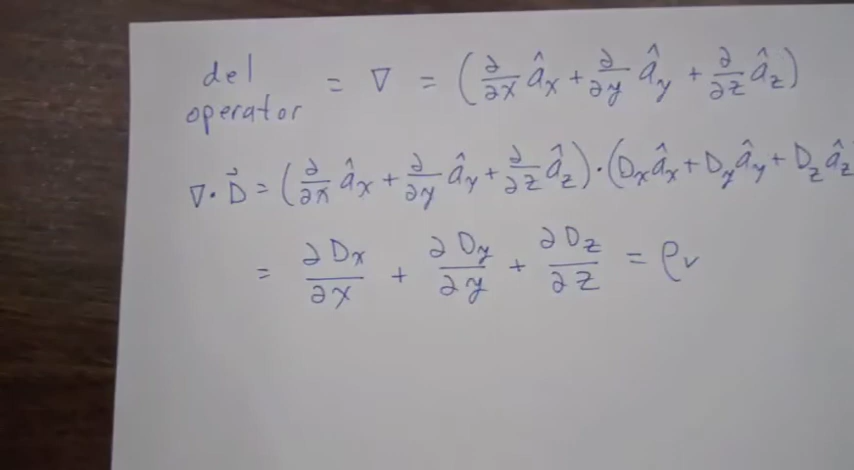 del operator = ∇ = (∂/∂x âx + ∂/∂y ây + ∂/∂z âz)
∇·D⃗ = (∂/∂x âx + ∂/∂y ây + ∂/∂z âz)·(Dx âx + Dy ây + Dz âz
= ∂Dx/∂x + ∂Dy/∂y + ∂Dz/∂z = ρv